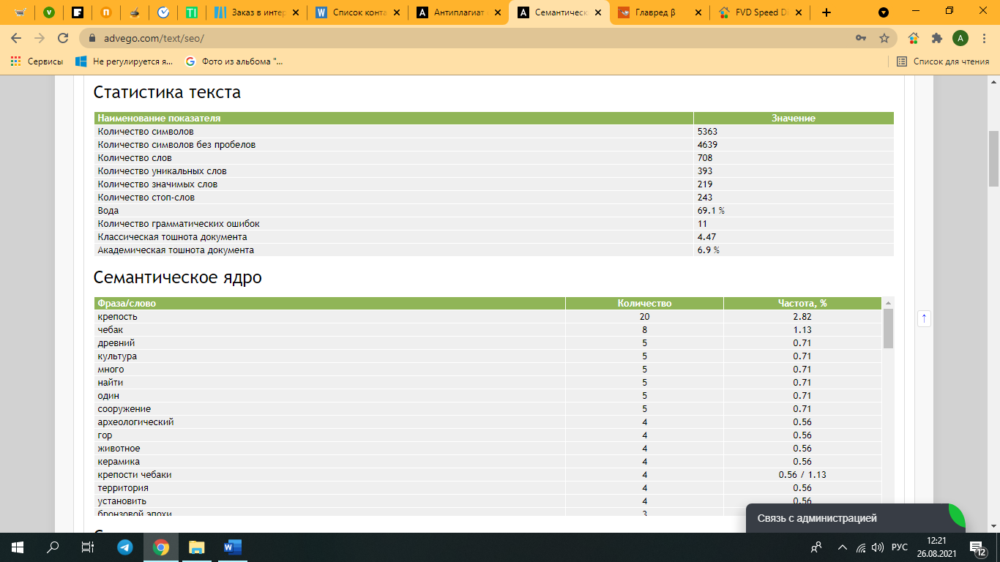 Заказ в интер
Список конта
Антиплагиат
Семантическ
Главред β
FVD Speed D
advego.com/text/seo/
A
Сервисы
Не регулируется я...
Фото из альбома "...
Список для чтения
Статистика текста
Наименование показателя Значение
Количество символов 5363
Количество символов без пробелов 4639
Количество слов 708
Количество уникальных слов 393
Количество значимых слов 219
Количество стоп-слов 243
Вода 69.1 %
Количество грамматических ошибок 11
Классическая тошнота документа 4.47
Академическая тошнота документа 6.9 %
Семантическое ядро
Фраза/слово Количество Частота, %
крепость 20 2.82
чебак 8 1.13
древний 5 0.71
культура 5 0.71
много 5 0.71
найти 5 0.71
один 5 0.71
сооружение 5 0.71
археологический 4 0.56
гор 4 0.56
животное 4 0.56
керамика 4 0.56
крепости чебаки 4 0.56 / 1.13
территория 4 0.56
установить 4 0.56
бронзовой эпохи 3
Связь с администрацией
РУС
12:21
26.08.2021
12